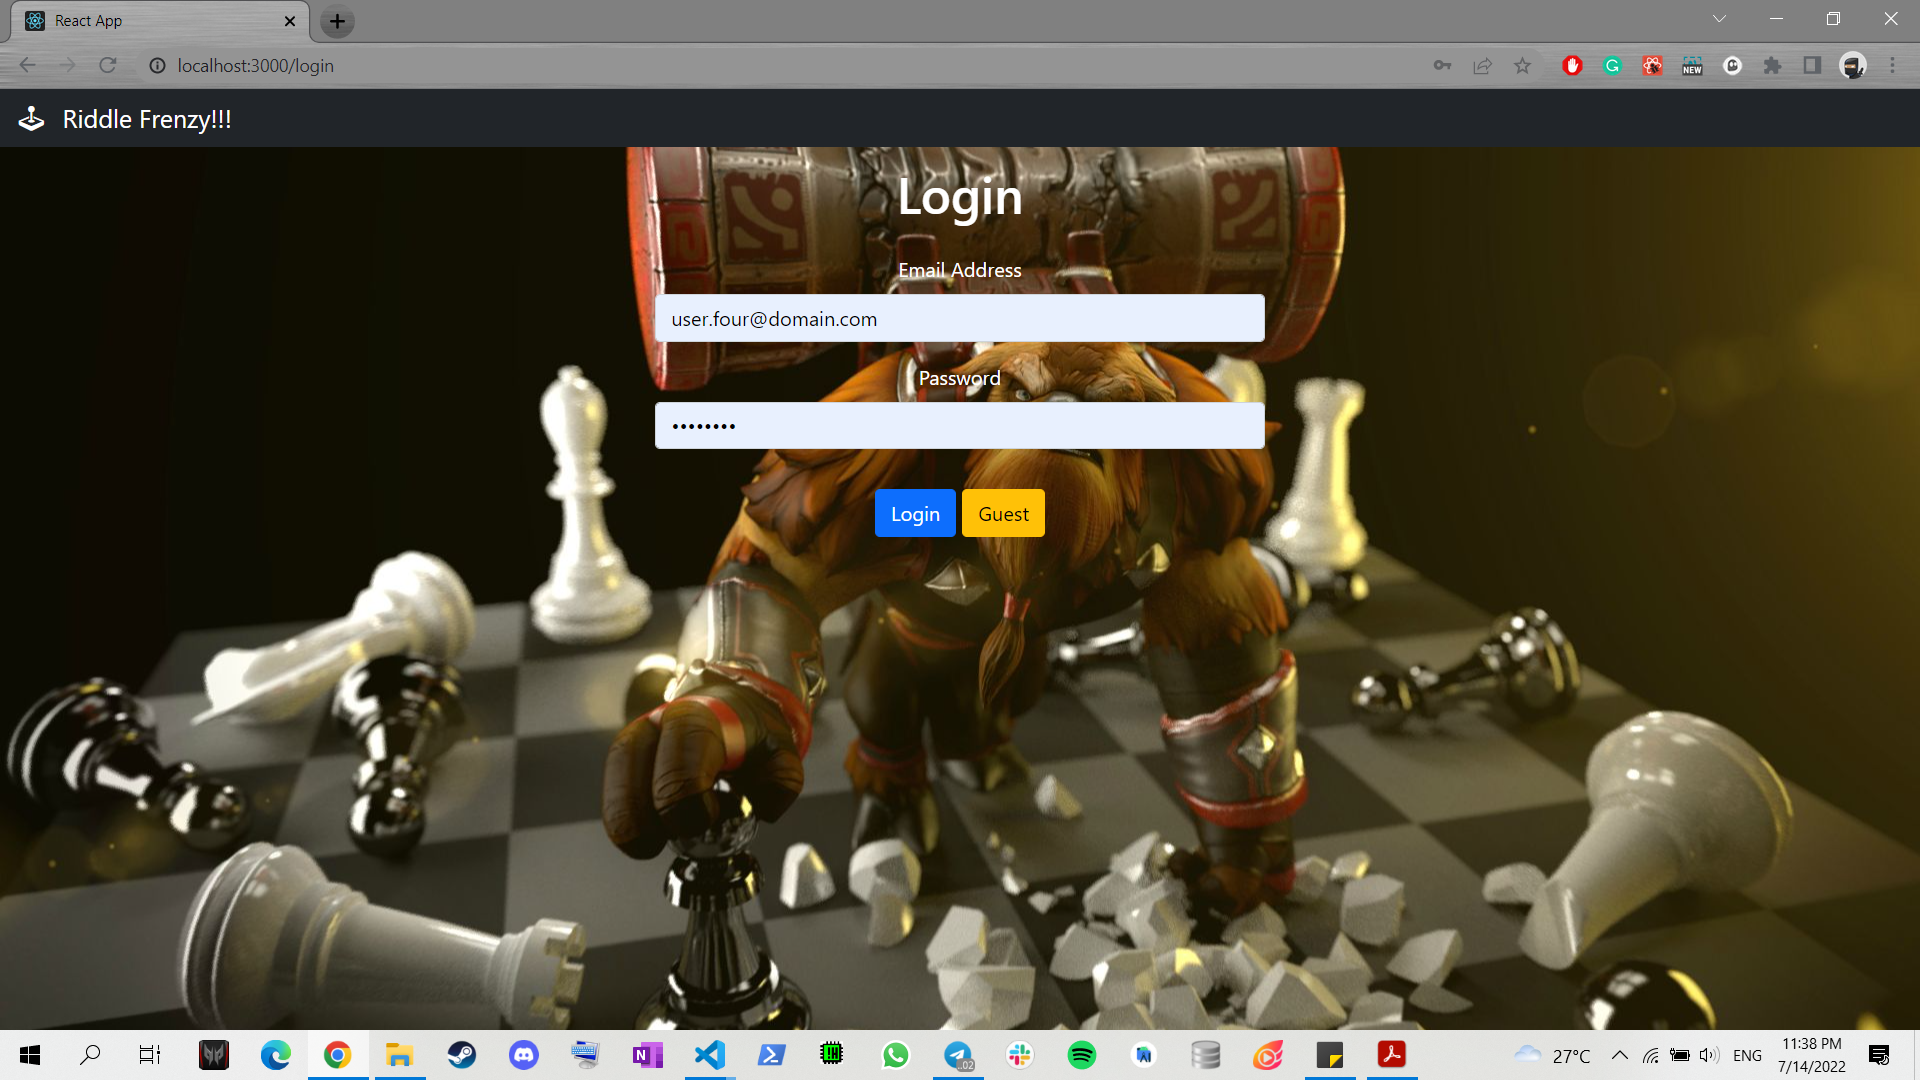 React App
localhost:3000/login
NEW
Riddle Frenzy!!!
Login
Email Address
user.four@domain.com
Password
••••••••
Login Guest
27°C
ENG
11:38 PM
7/14/2022